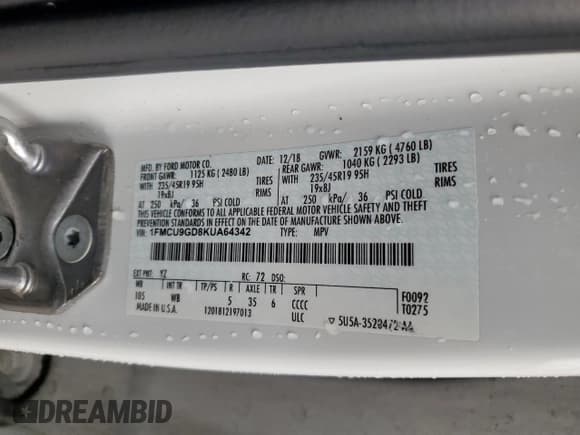 MFD. BY FORD MOTOR CO.
DATE: 12/18 GVWR: 2159 KG ( 4760 LB)
FRONT GAWR: 1125 KG ( 2480 LB) REAR GAWR: 1040 KG ( 2293 LB)
WITH 235/45R19 95H TIRES WITH 235/45R19 95H TIRES
19x8J RIMS 19x8J RIMS
AT 250 kPa/ 36 PSI COLD AT 250 kPa/ 36 PSI COLD
THIS VEHICLE CONFORMS TO ALL APPLICABLE FEDERAL MOTOR VEHICLE SAFETY AND THEFT
PREVENTION STANDARDS IN EFFECT ON THE DATE OF MANUFACTURE SHOWN ABOVE.
VIN: 1FMCU9GD8KUA64342 TYPE: MPV
EXT PNT: YZ RC: 72 DSO:
WB INT TR TP/PS R AXLE TR SPR
105 WB 5 35 6 CCCC F0092
MADE IN U.S.A. 1201812197013 ULC T0275
5U5A-3520472-AA
DREAMBID